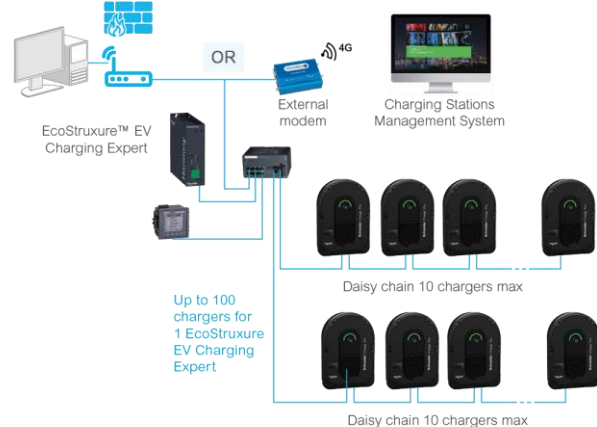 OR
4G
External
modem
Charging Stations
Management System
EcoStruxure™ EV
Charging Expert
Daisy chain 10 chargers max
Up to 100
chargers for
1 EcoStruxure
EV Charging
Expert
Daisy chain 10 chargers max